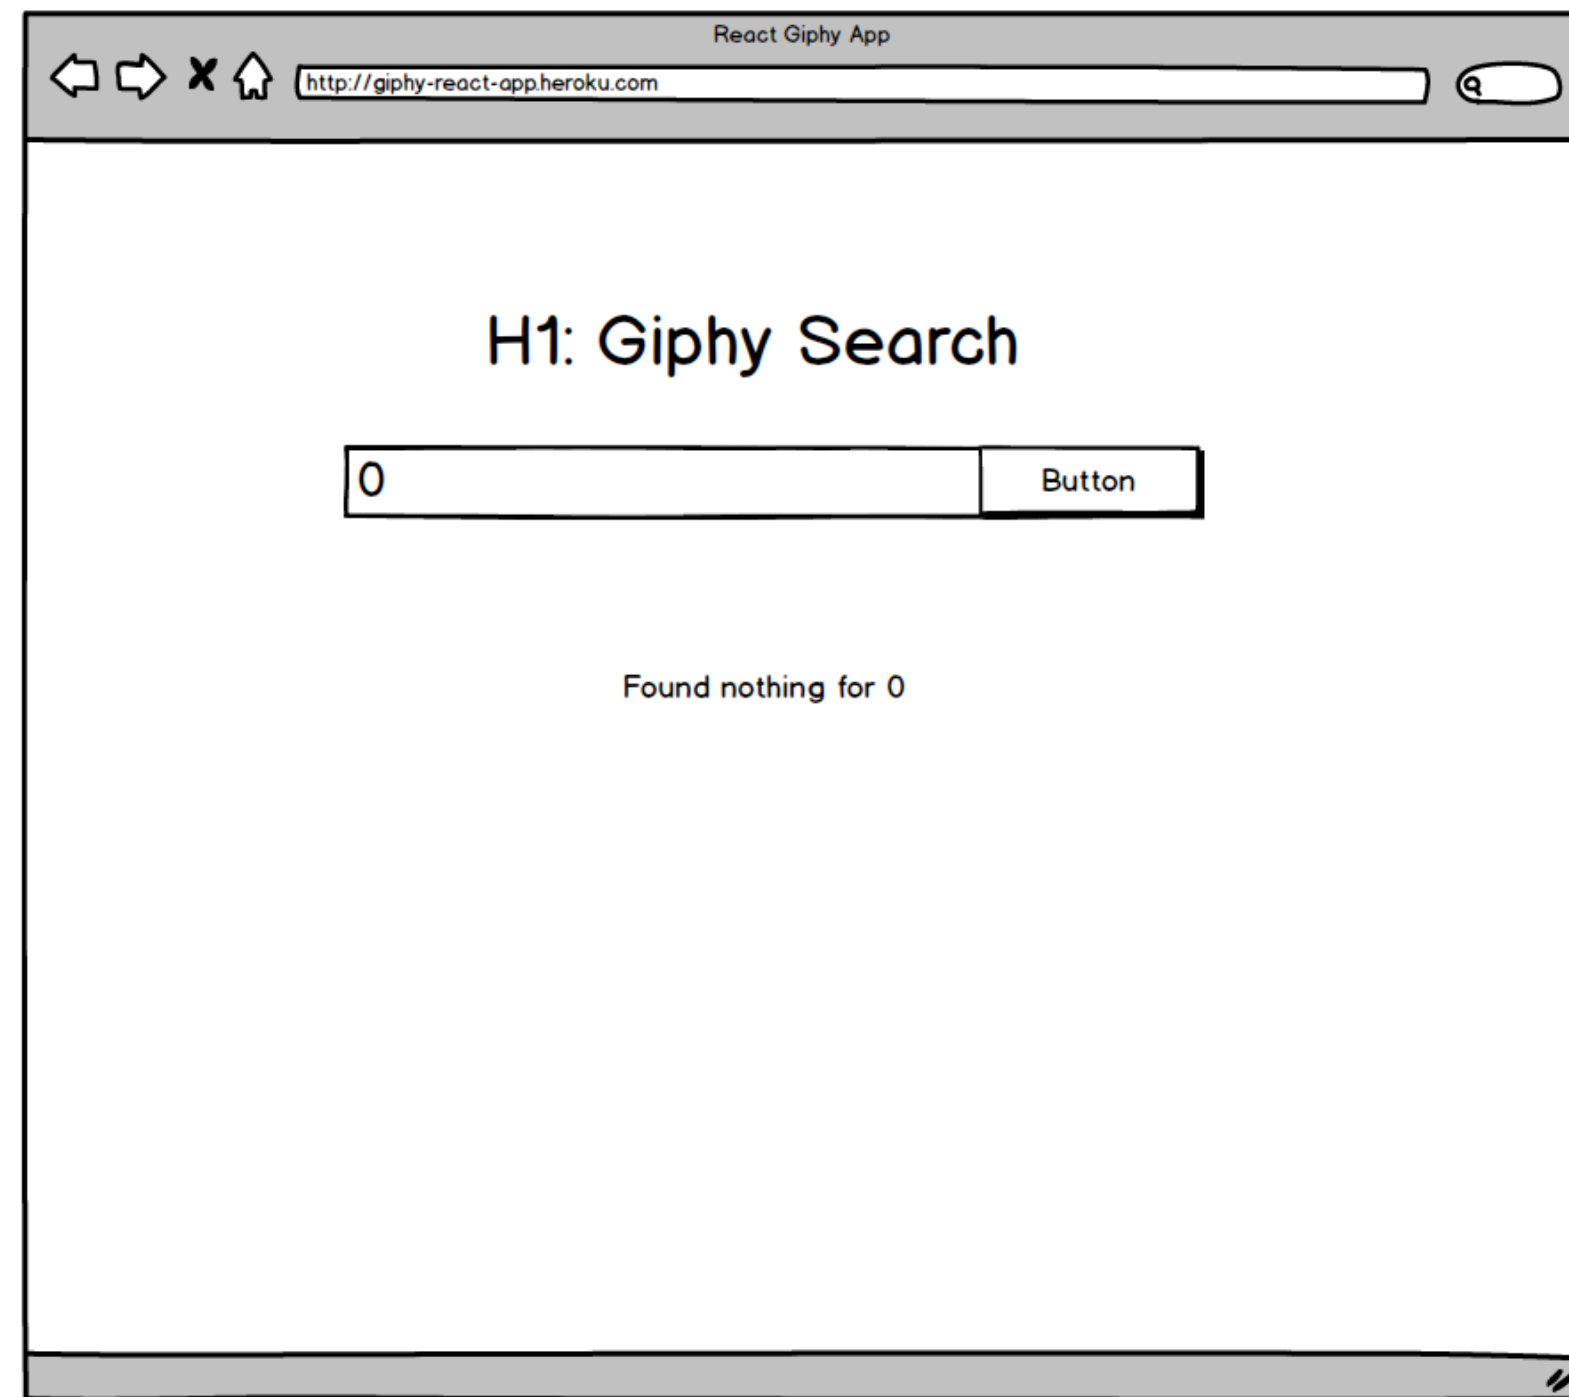 React Giphy App
http://giphy-react-app.heroku.com
H1: Giphy Search
0
Button
Found nothing for 0